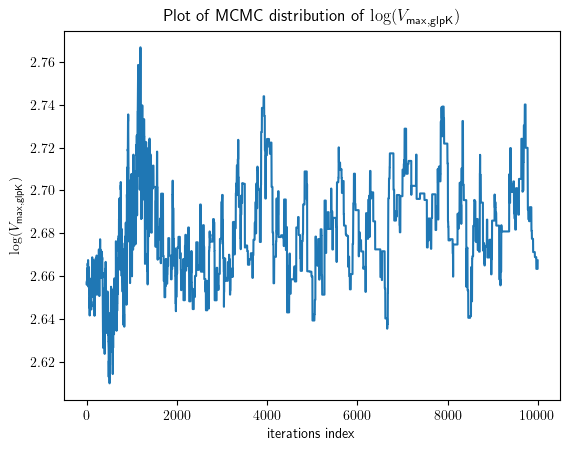 Plot of MCMC distribution of log(V_max,glpK)
log(V_max,glpK)
2.76
2.74
2.72
2.70
2.68
2.66
2.64
2.62
0 2000 4000 6000 8000 10000
iterations index